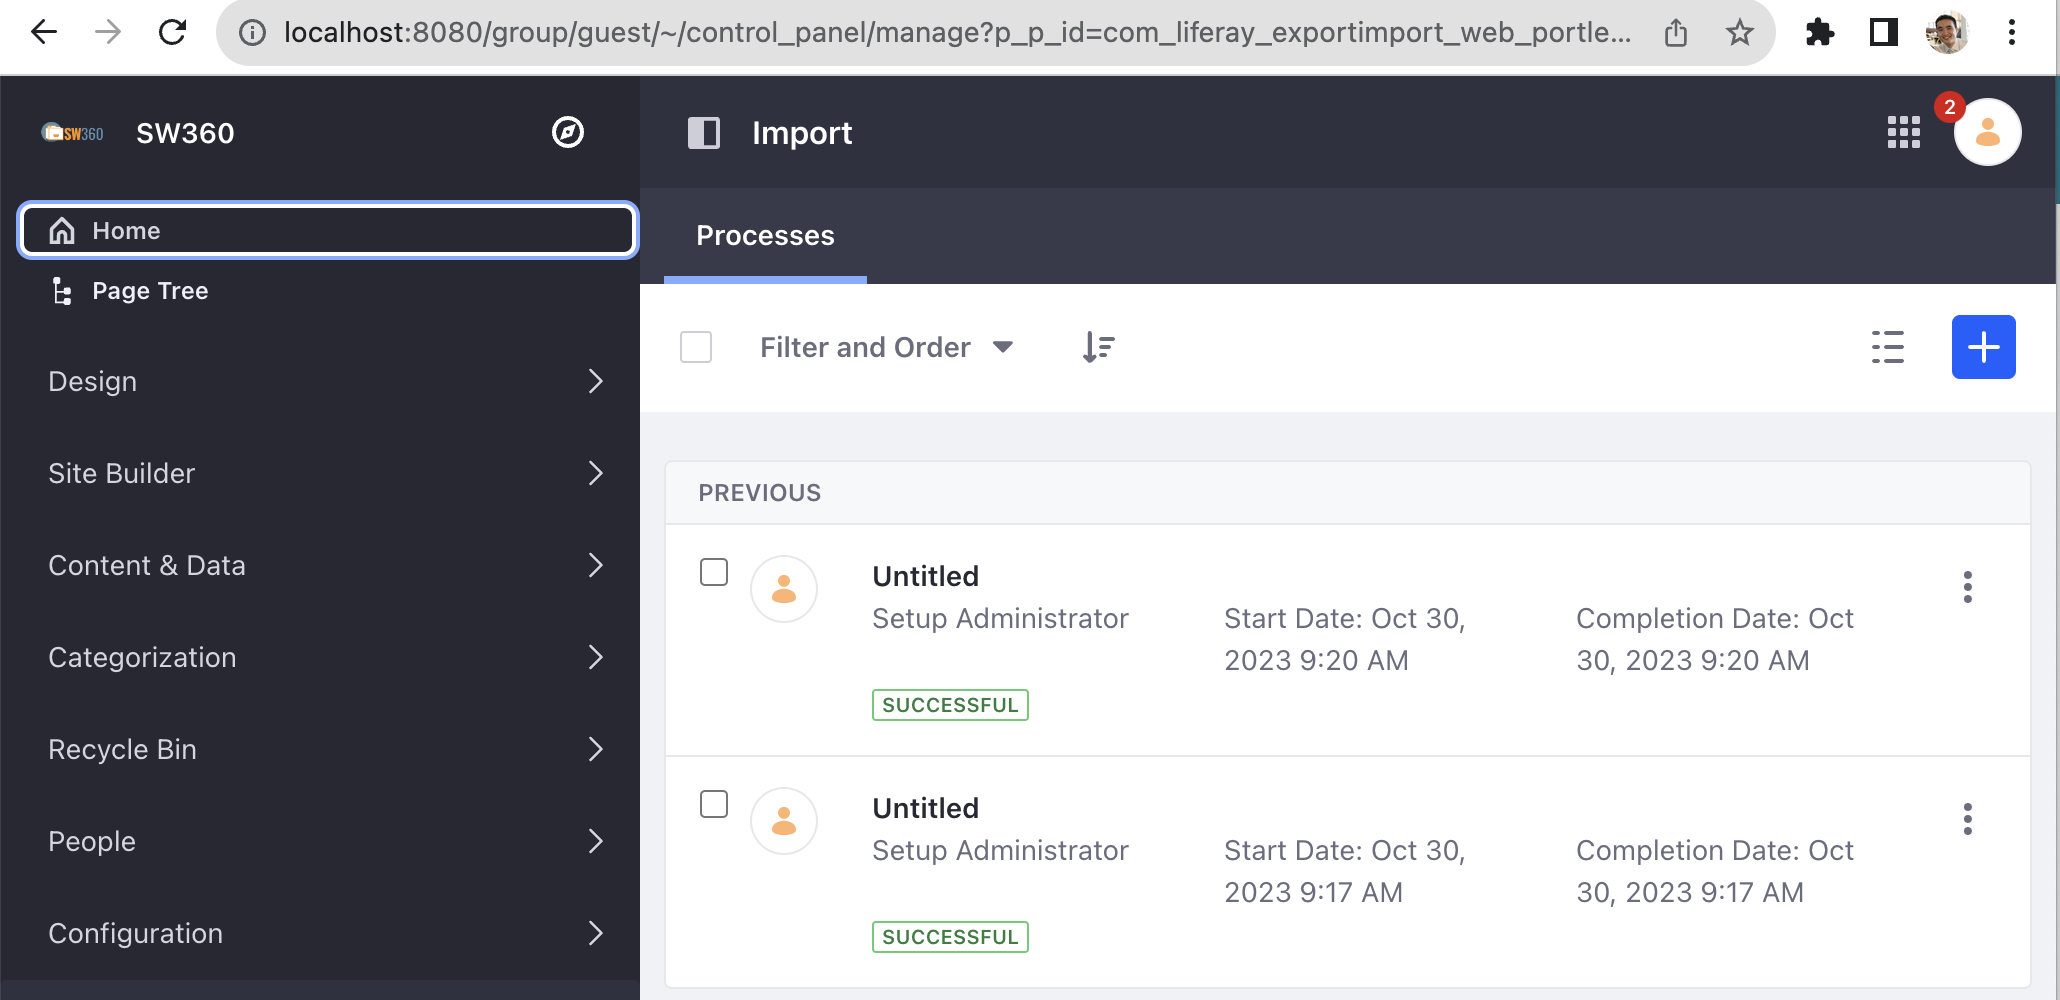 localhost:8080/group/guest/~/control_panel/manage?p_p_id=com_liferay_exportimport_web_portle...
SW360
SW360
Import
2
Home
Processes
Page Tree
Filter and Order
Design
Site Builder
Content & Data
Categorization
Recycle Bin
People
Configuration
PREVIOUS
Untitled
Setup Administrator
Start Date: Oct 30,
2023 9:20 AM
Completion Date: Oct
30, 2023 9:20 AM
SUCCESSFUL
Untitled
Setup Administrator
Start Date: Oct 30,
2023 9:17 AM
Completion Date: Oct
30, 2023 9:17 AM
SUCCESSFUL